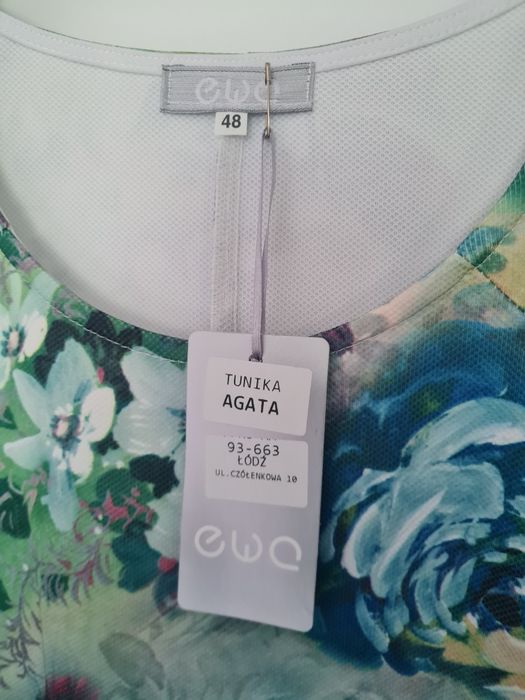 ewa
48
TUNIKA
AGATA
93-663
ŁÓDŹ
UL.CZÓŁENKOWA 10
ewa